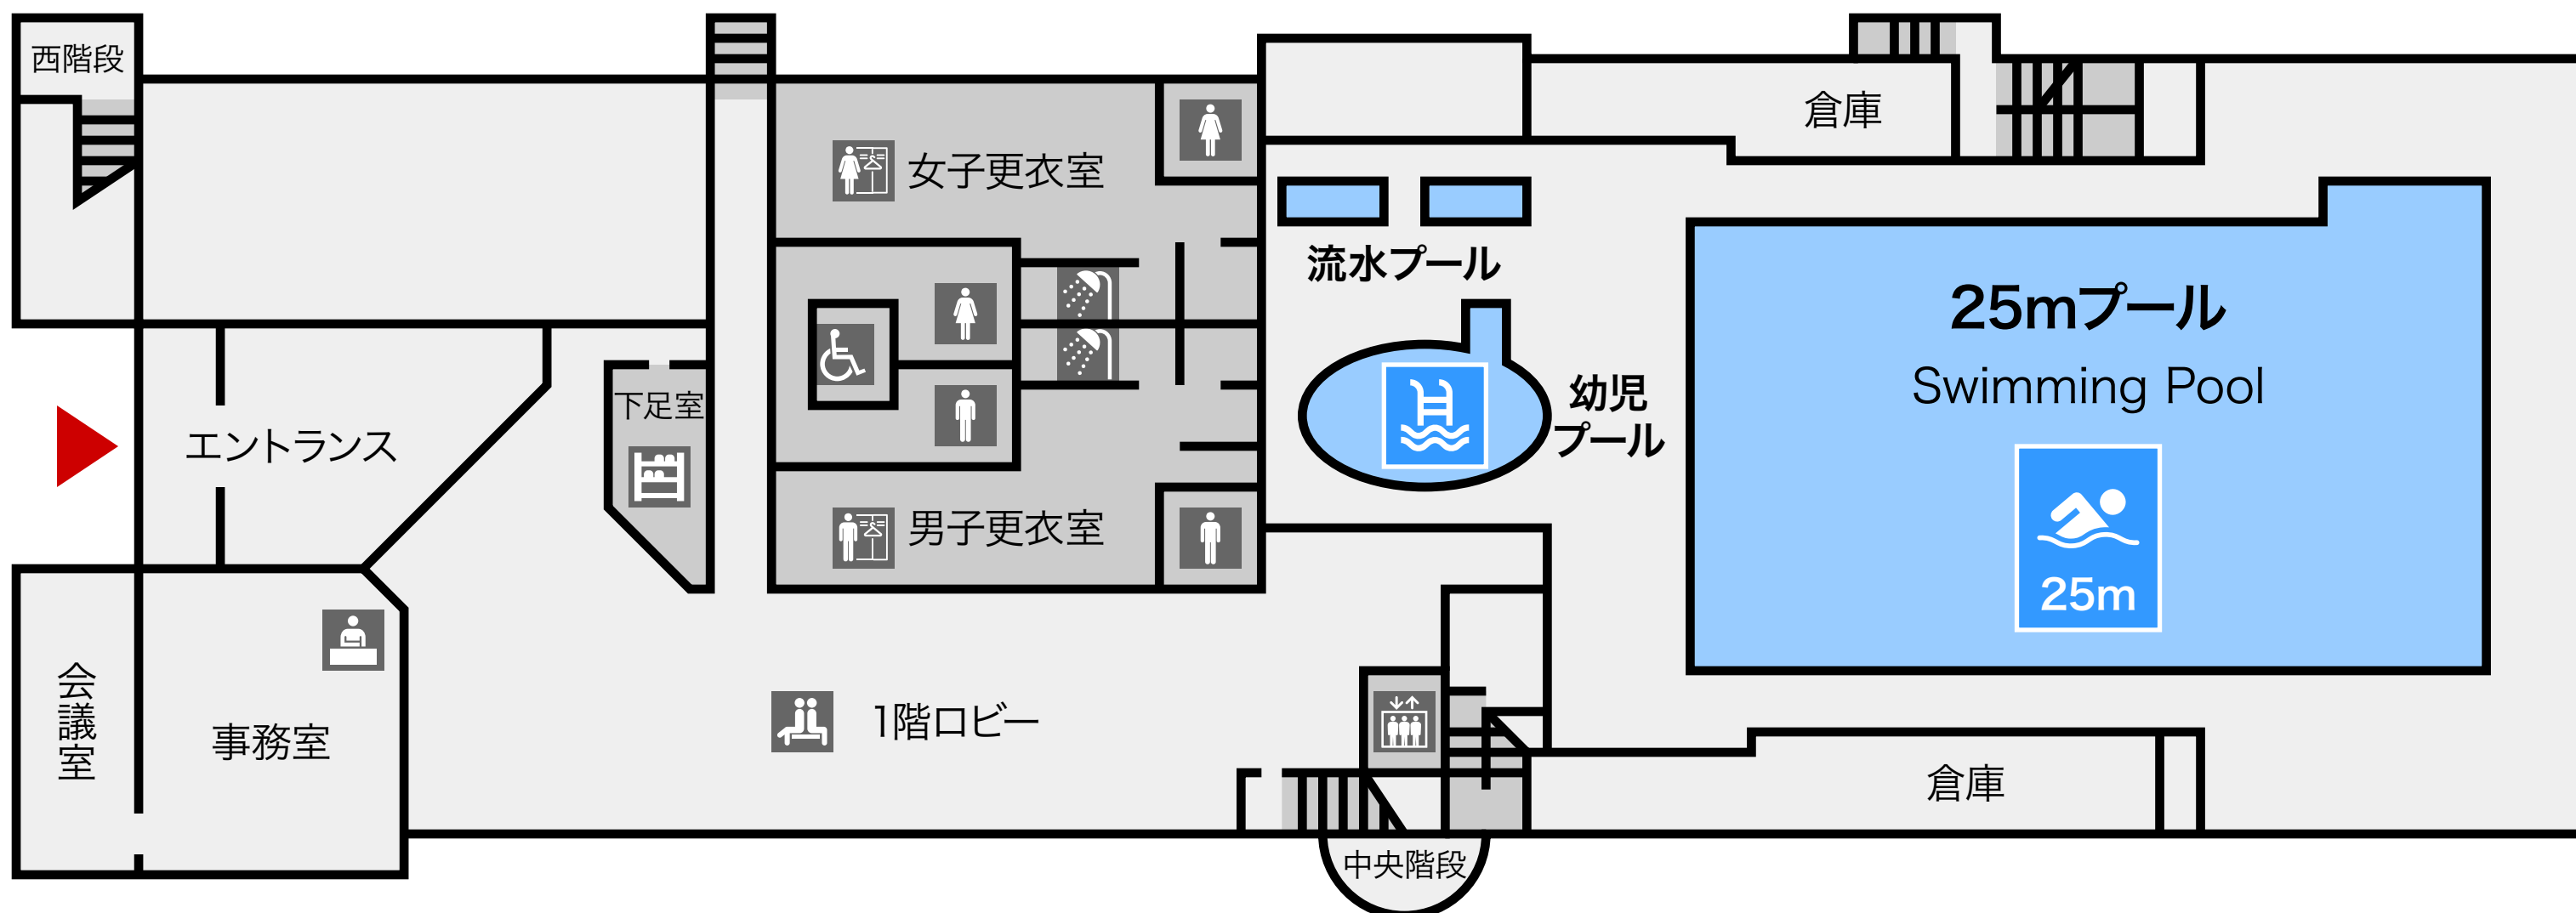 西階段
倉庫
女子更衣室
流水プール
25mプール
Swimming Pool
幼児
プール
下足室
エントランス
男子更衣室
25m
会議室
事務室
1階ロビー
倉庫
中央階段